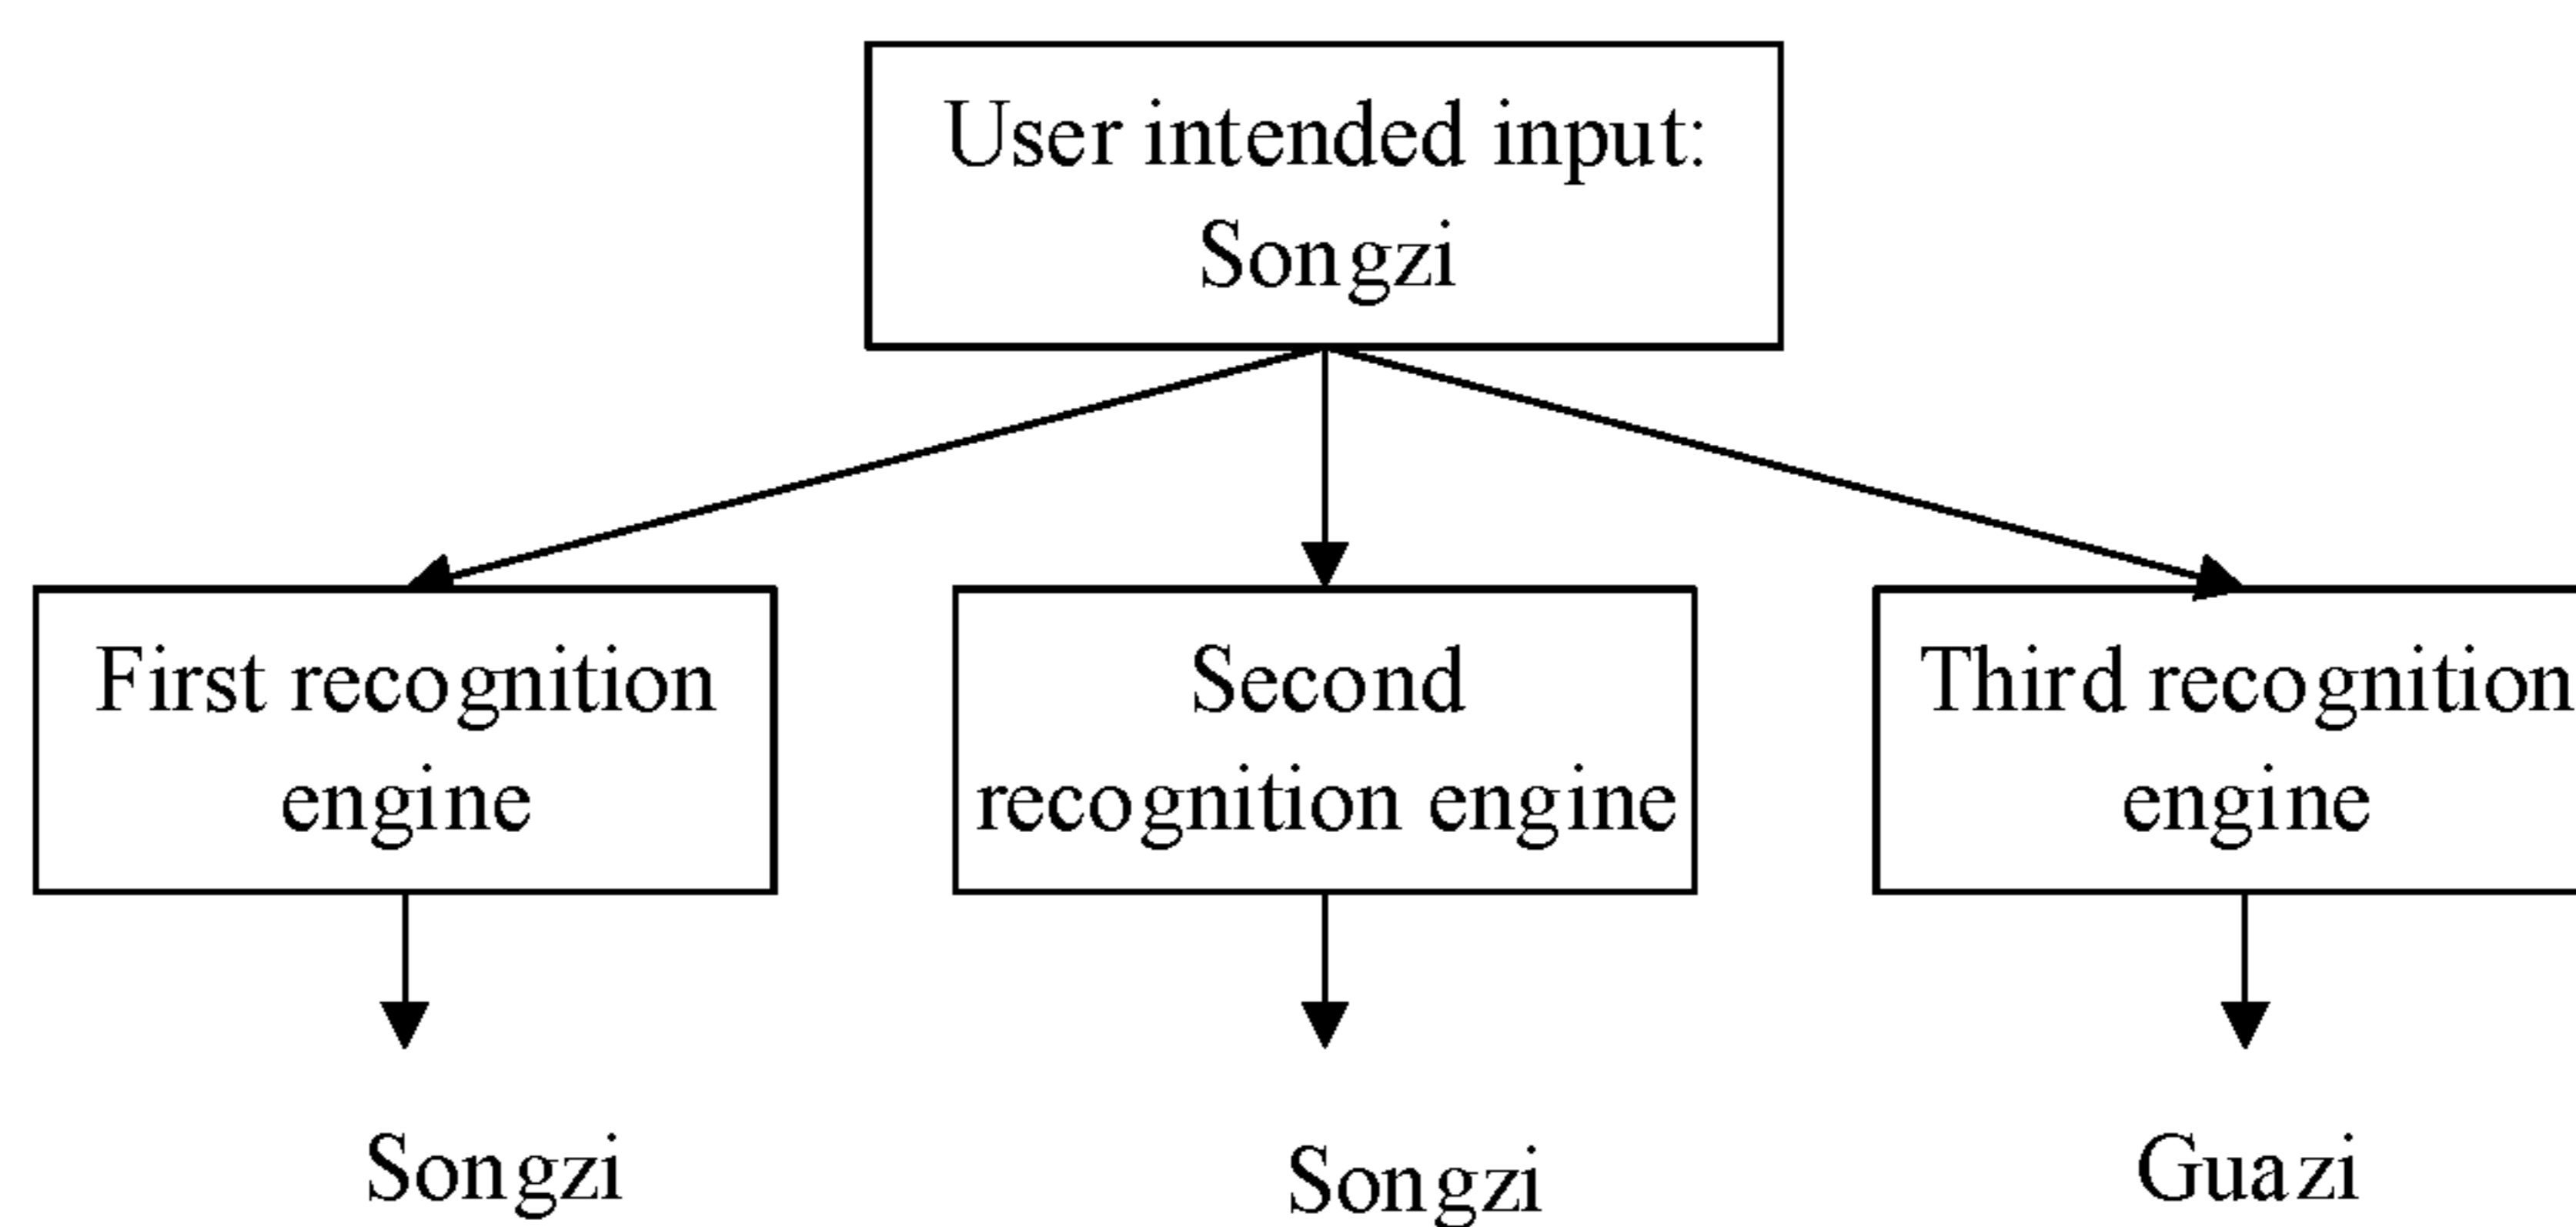 User intended input:
Songzi
First recognition
engine
Second
recognition engine
Third recognition
engine
Songzi
Songzi
Guazi